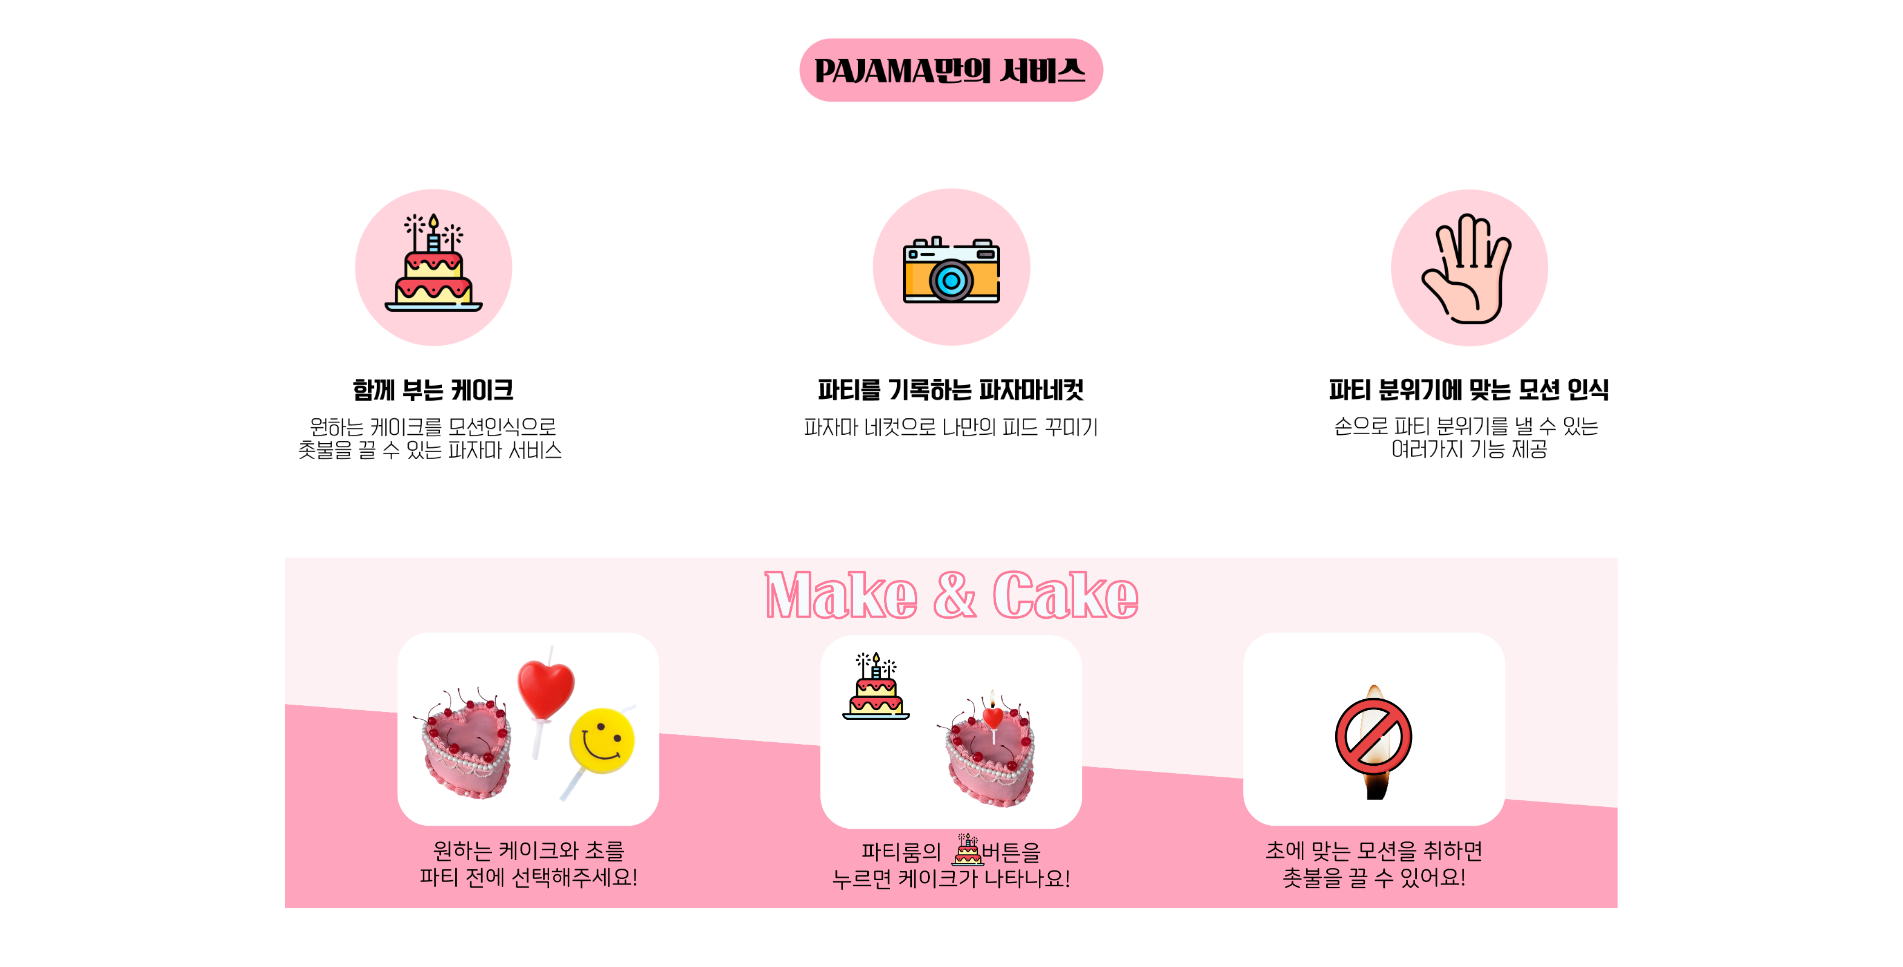 PAJAMA만의 서비스
함께 부는 케이크
원하는 케이크를 모션인식으로
촛불을 끌 수 있는 파자마 서비스
파티를 기록하는 파자마네컷
파자마 네컷으로 나만의 피드 꾸미기
파티 분위기에 맞는 모션 인식
손으로 파티 분위기를 낼 수 있는
여러가지 기능 제공
Make & Cake
원하는 케이크와 초를
파티 전에 선택해주세요!
파티룸의 버튼을
누르면 케이크가 나타나요!
초에 맞는 모션을 취하면
촛불을 끌 수 있어요!